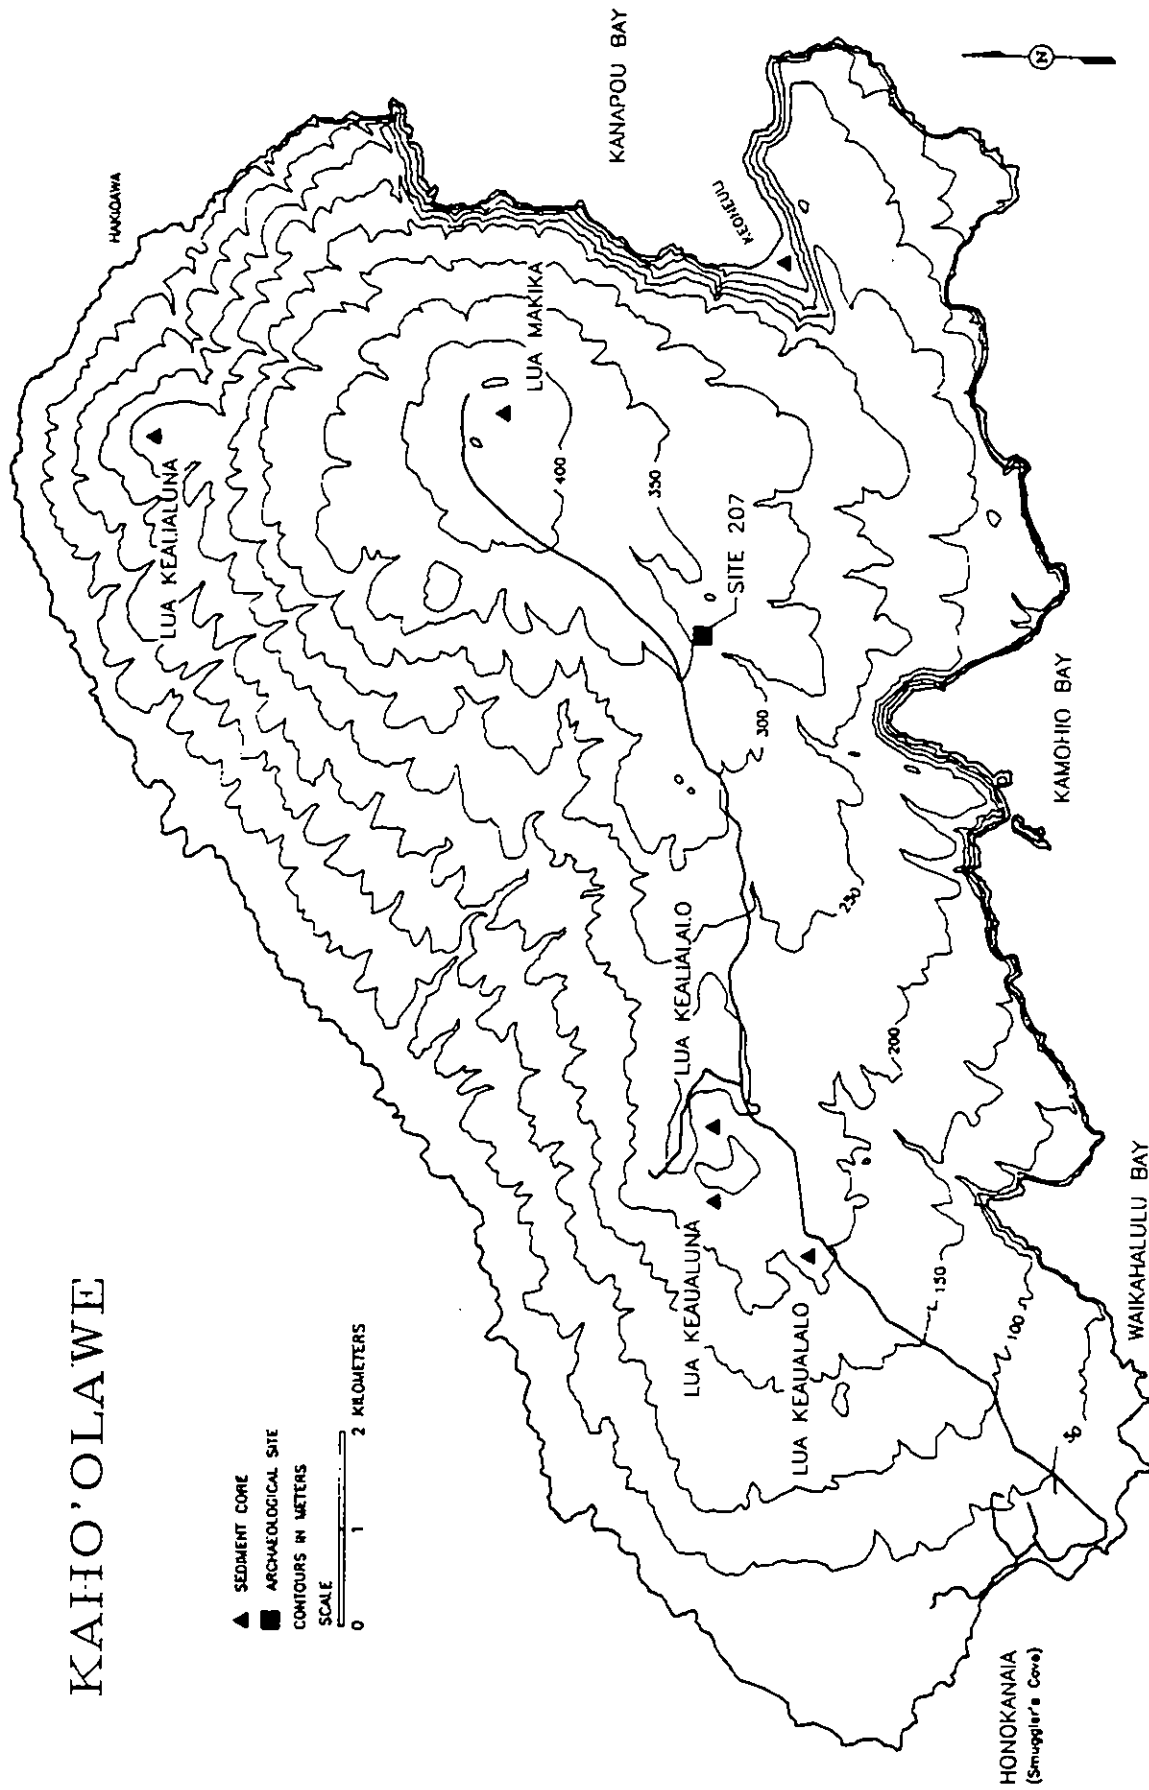 KAHO'OLAWE
▲ SEDIMENT CORE
■ ARCHAEOLOGICAL SITE
CONTOURS IN METERS
SCALE
0 1 2 KILOMETERS
HAKIOAWA
LUA KEALIALUNA
KANAPOU BAY
LUA MAKIKA
KEONEULI
N
400
350
SITE 207
300
LUA KEALIALALO
250
200
KAMOHIO BAY
LUA KEAUALUNA
LUA KEAUALALO
150
100
50
WAIKAHALULU BAY
HONOKANAIA
(Smuggler's Cove)